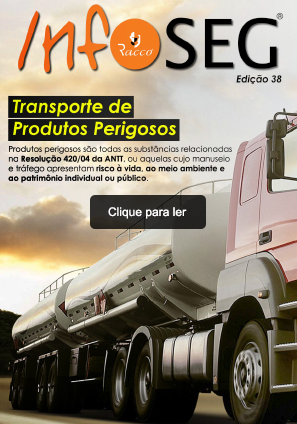 InfoSEG®
Racco
Edição 38
Transporte de
Produtos Perigosos
Produtos perigosos são todas as substâncias relacionadas
na Resolução 420/04 da ANTT, ou aquelas cujo manuseio
e tráfego apresentam risco à vida, ao meio ambiente e
ao patrimônio individual ou público.
Clique para ler